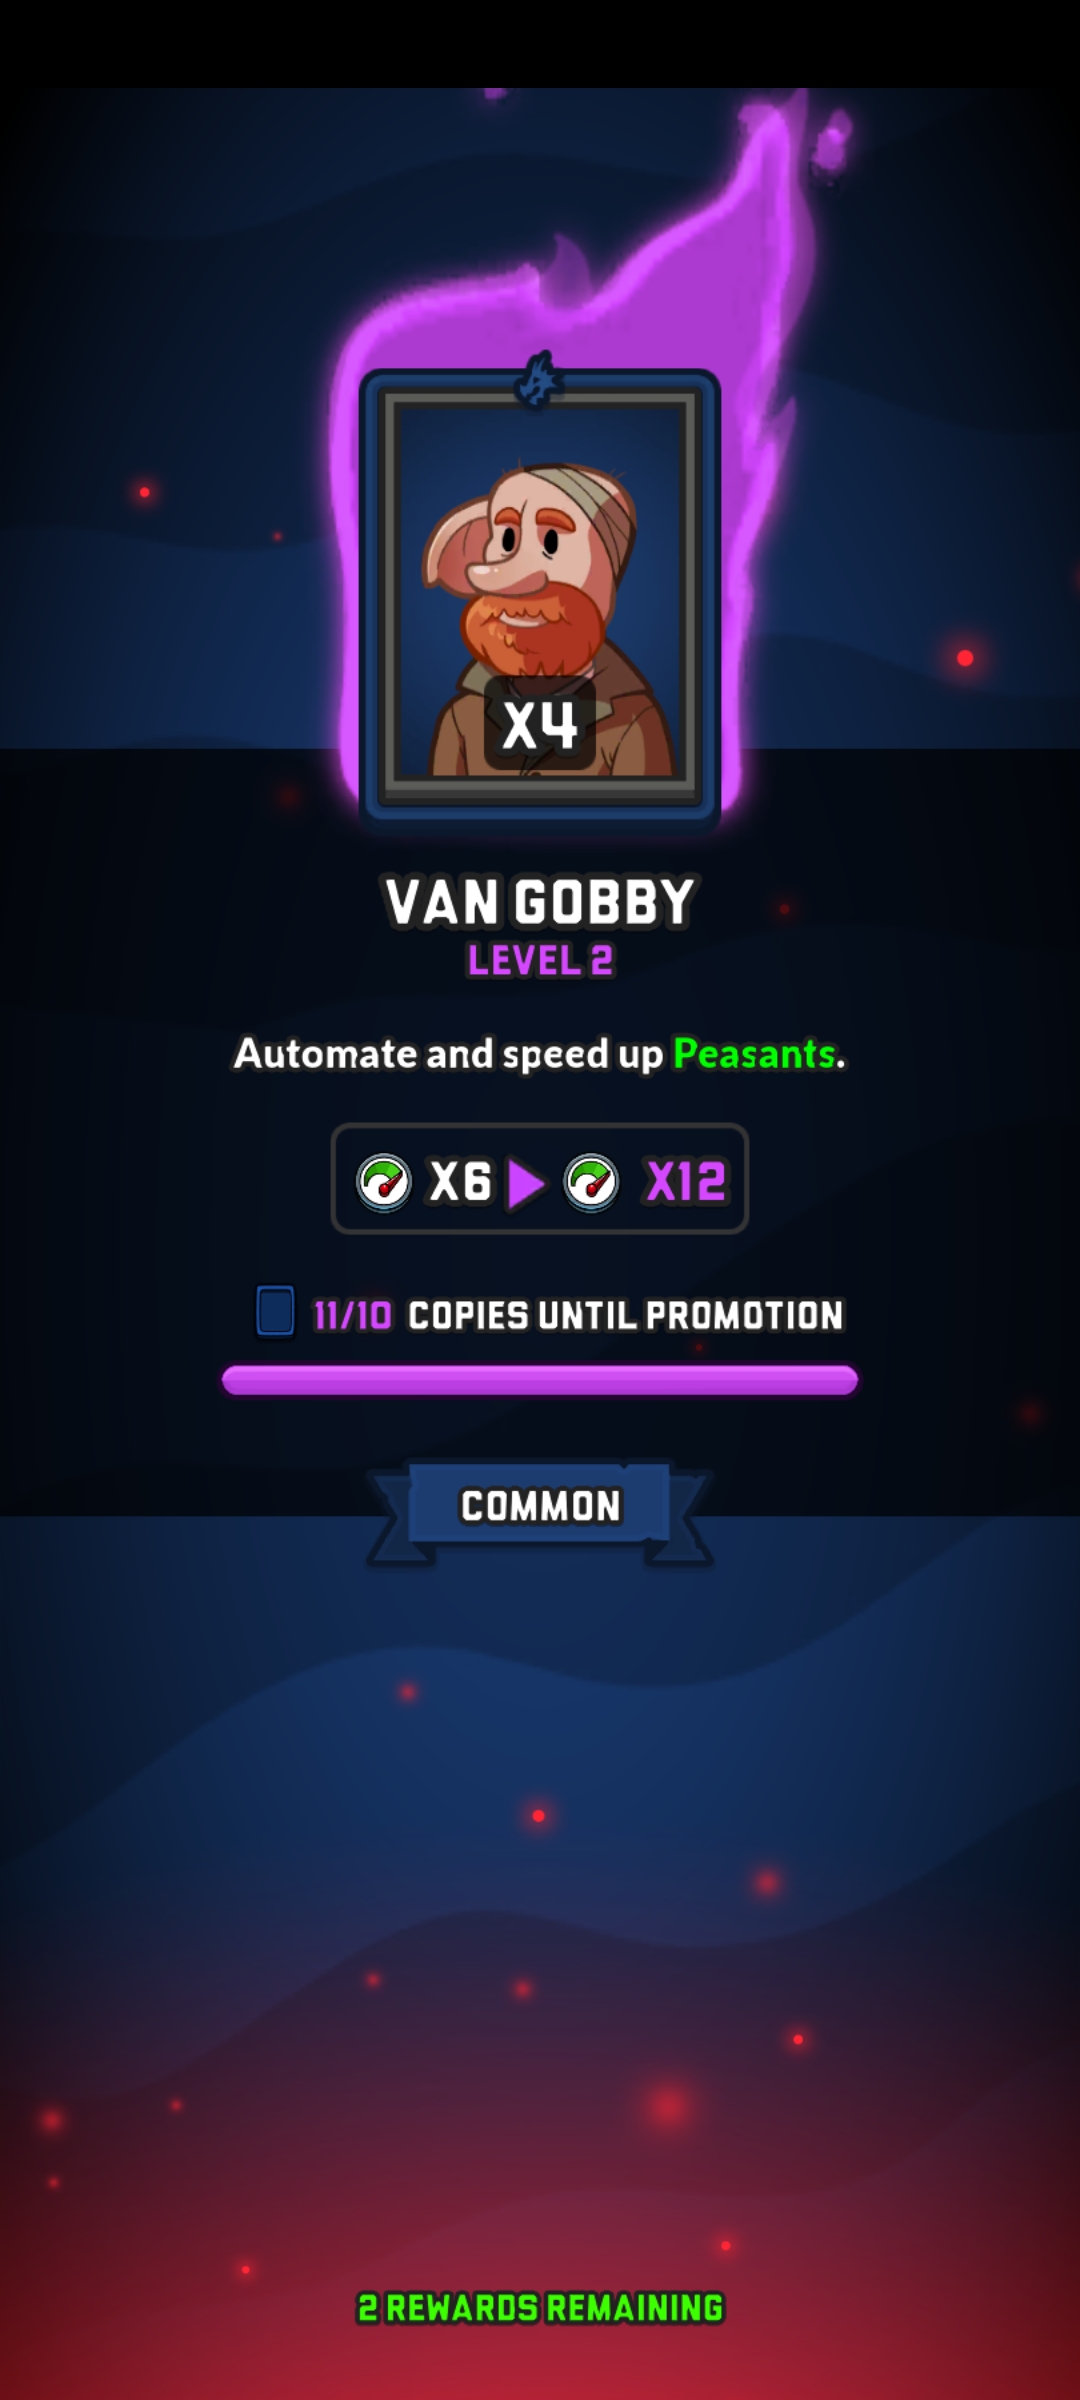 X4
VAN GOBBY
LEVEL 2
Automate and speed up Peasants.
X6 X12
11/10 COPIES UNTIL PROMOTION
COMMON
2 REWARDS REMAINING